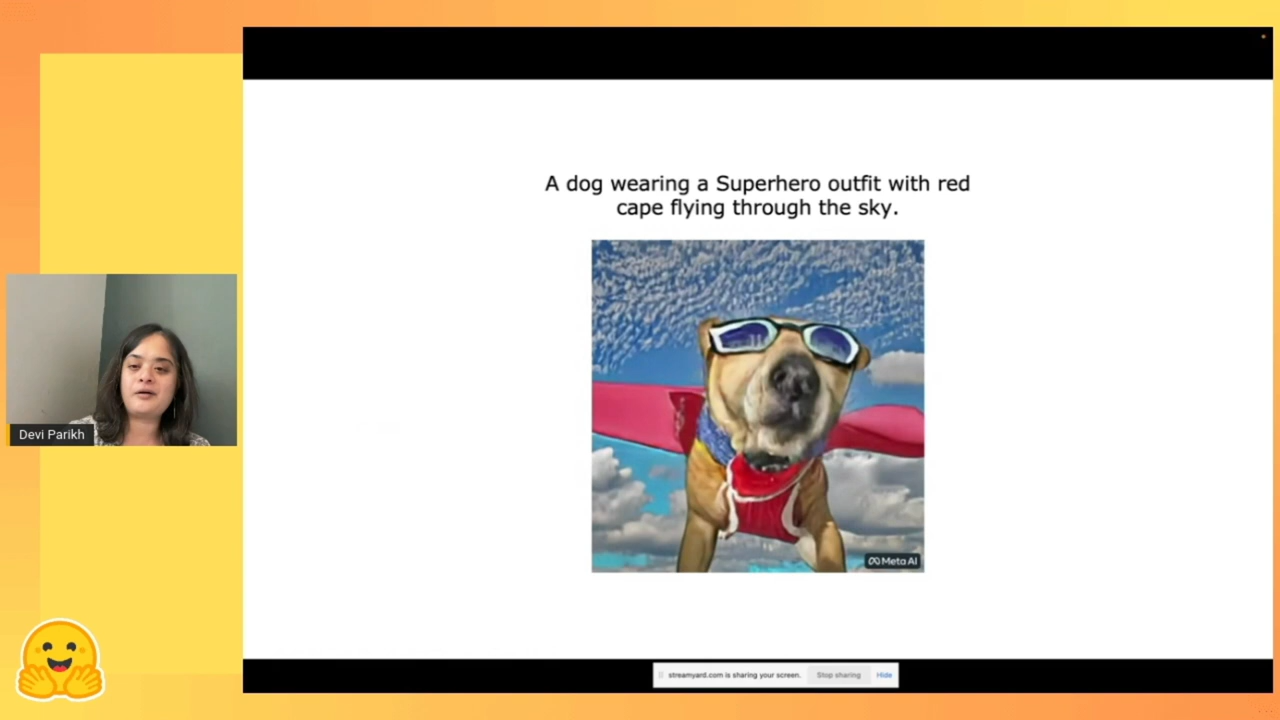 A dog wearing a Superhero outfit with red
cape flying through the sky.
Devi Parikh
Meta AI
streamyard.com is sharing your screen.
Stop sharing
Hide